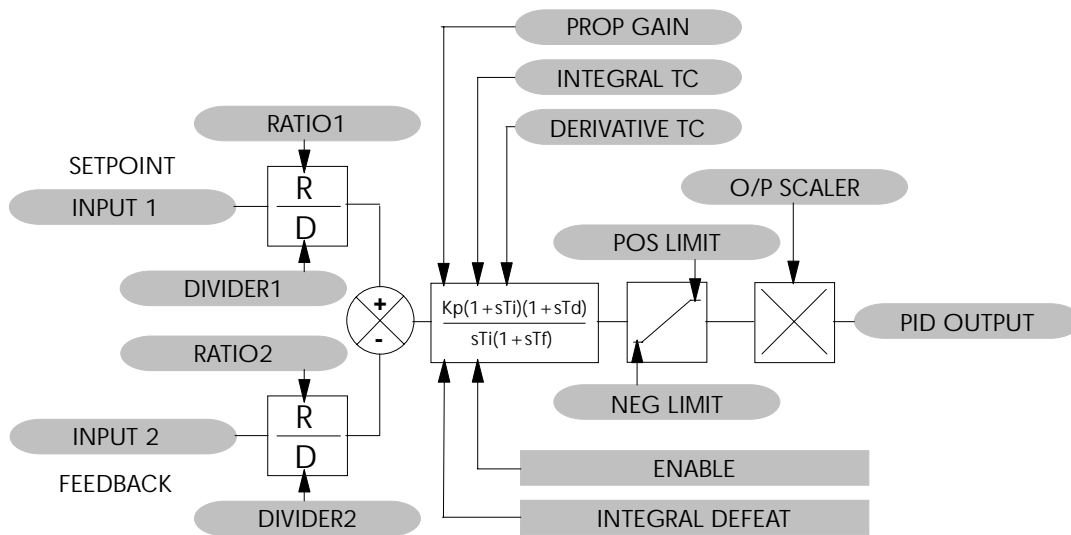 PROP GAIN
INTEGRAL TC
DERIVATIVE TC
RATIO1
SETPOINT
INPUT 1
R
D
DIVIDER1
O/P SCALER
POS LIMIT
+
-
Kp(1+sTi)(1+sTd)
sTi(1+sTf)
PID OUTPUT
RATIO2
NEG LIMIT
INPUT 2
R
D
FEEDBACK
DIVIDER2
ENABLE
INTEGRAL DEFEAT